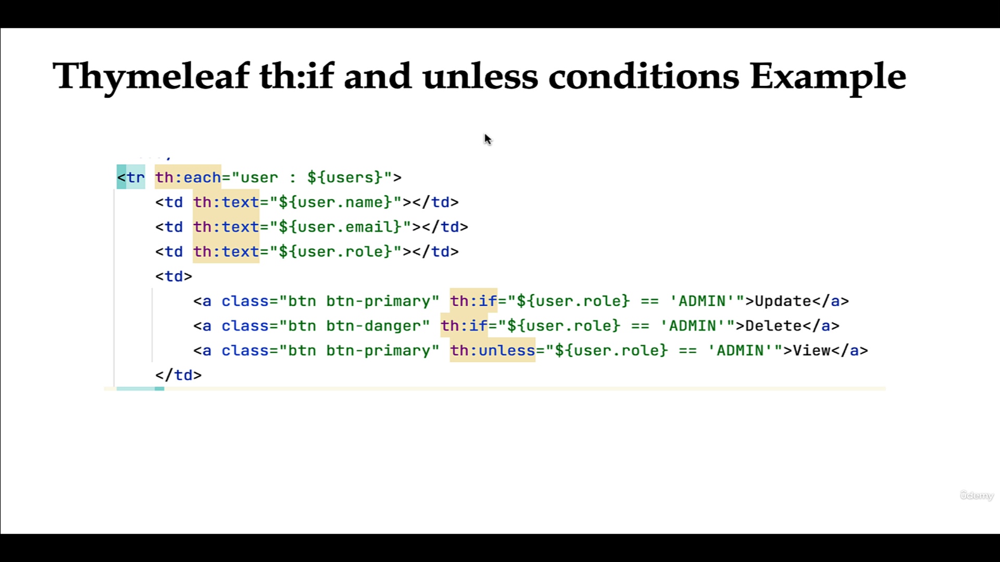 Thymeleaf th:if and unless conditions Example
<tr th:each="user : ${users}">
<td th:text="${user.name}"></td>
<td th:text="${user.email}"></td>
<td th:text="${user.role}"></td>
<td>
<a class="btn btn-primary" th:if="${user.role} == 'ADMIN'">Update</a>
<a class="btn btn-danger" th:if="${user.role} == 'ADMIN'">Delete</a>
<a class="btn btn-primary" th:unless="${user.role} == 'ADMIN'">View</a>
</td>
ûdemy